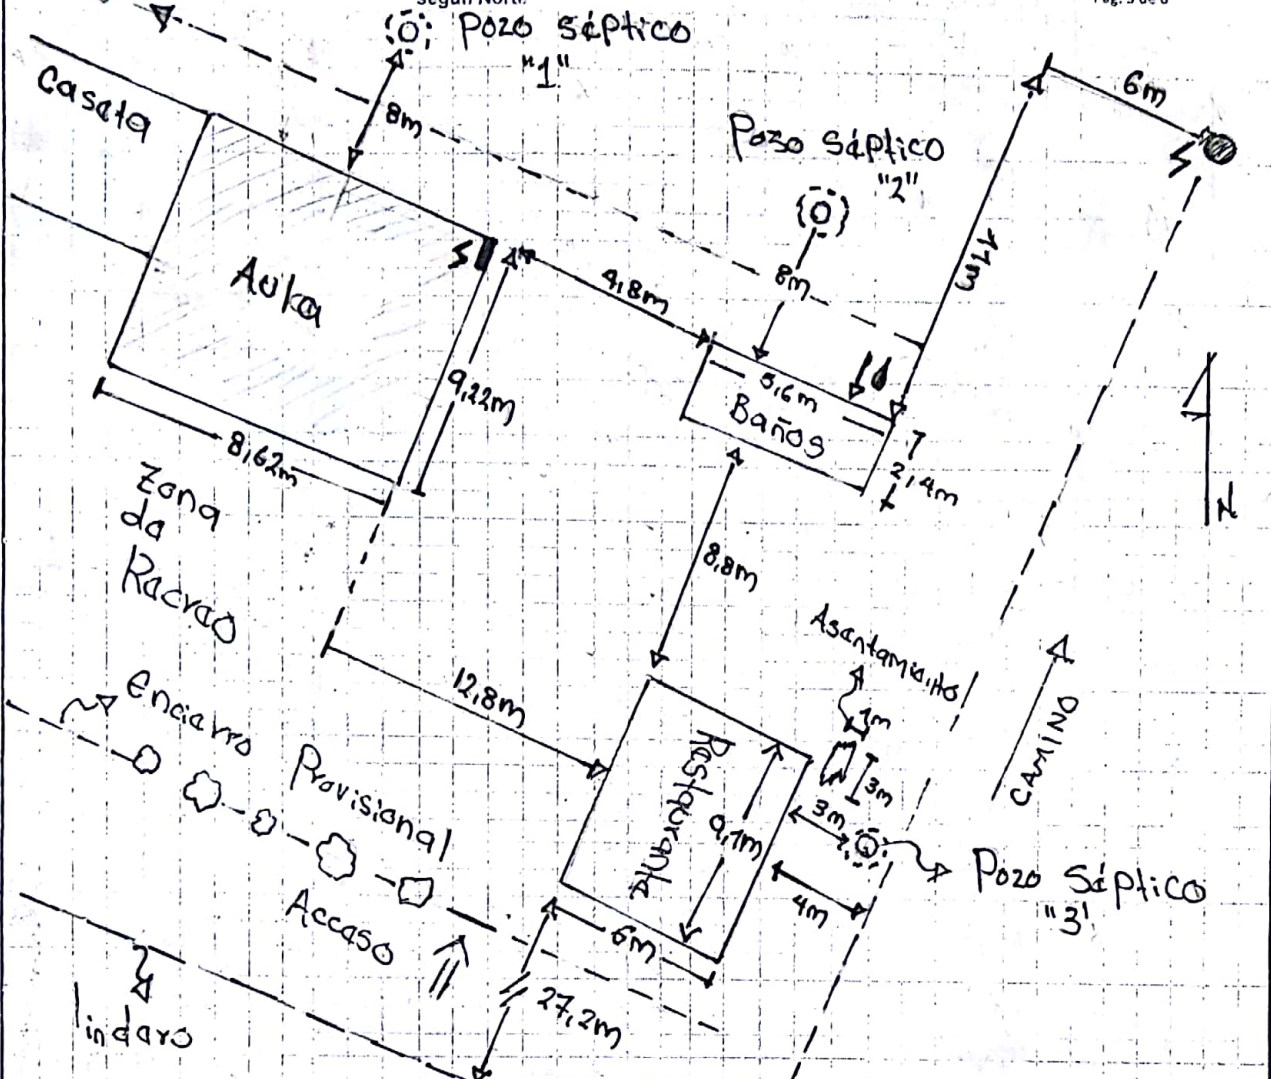 Pozo séptico
"1"
Caseta
8m
6m
Pozo séptico
"2"
S
S
Aula
4,8m
8m
5,6m
Baños
9,22m
2,4m
8,62m
N
Zona
de
Recreo
8,8m
Asentamiento
12,8m
1m
3m
Encierro Provisional
CAMINO
Restaurante
9,1m
3m
Pozo Séptico
"3"
4m
Acceso
6m
27,2m
lindero